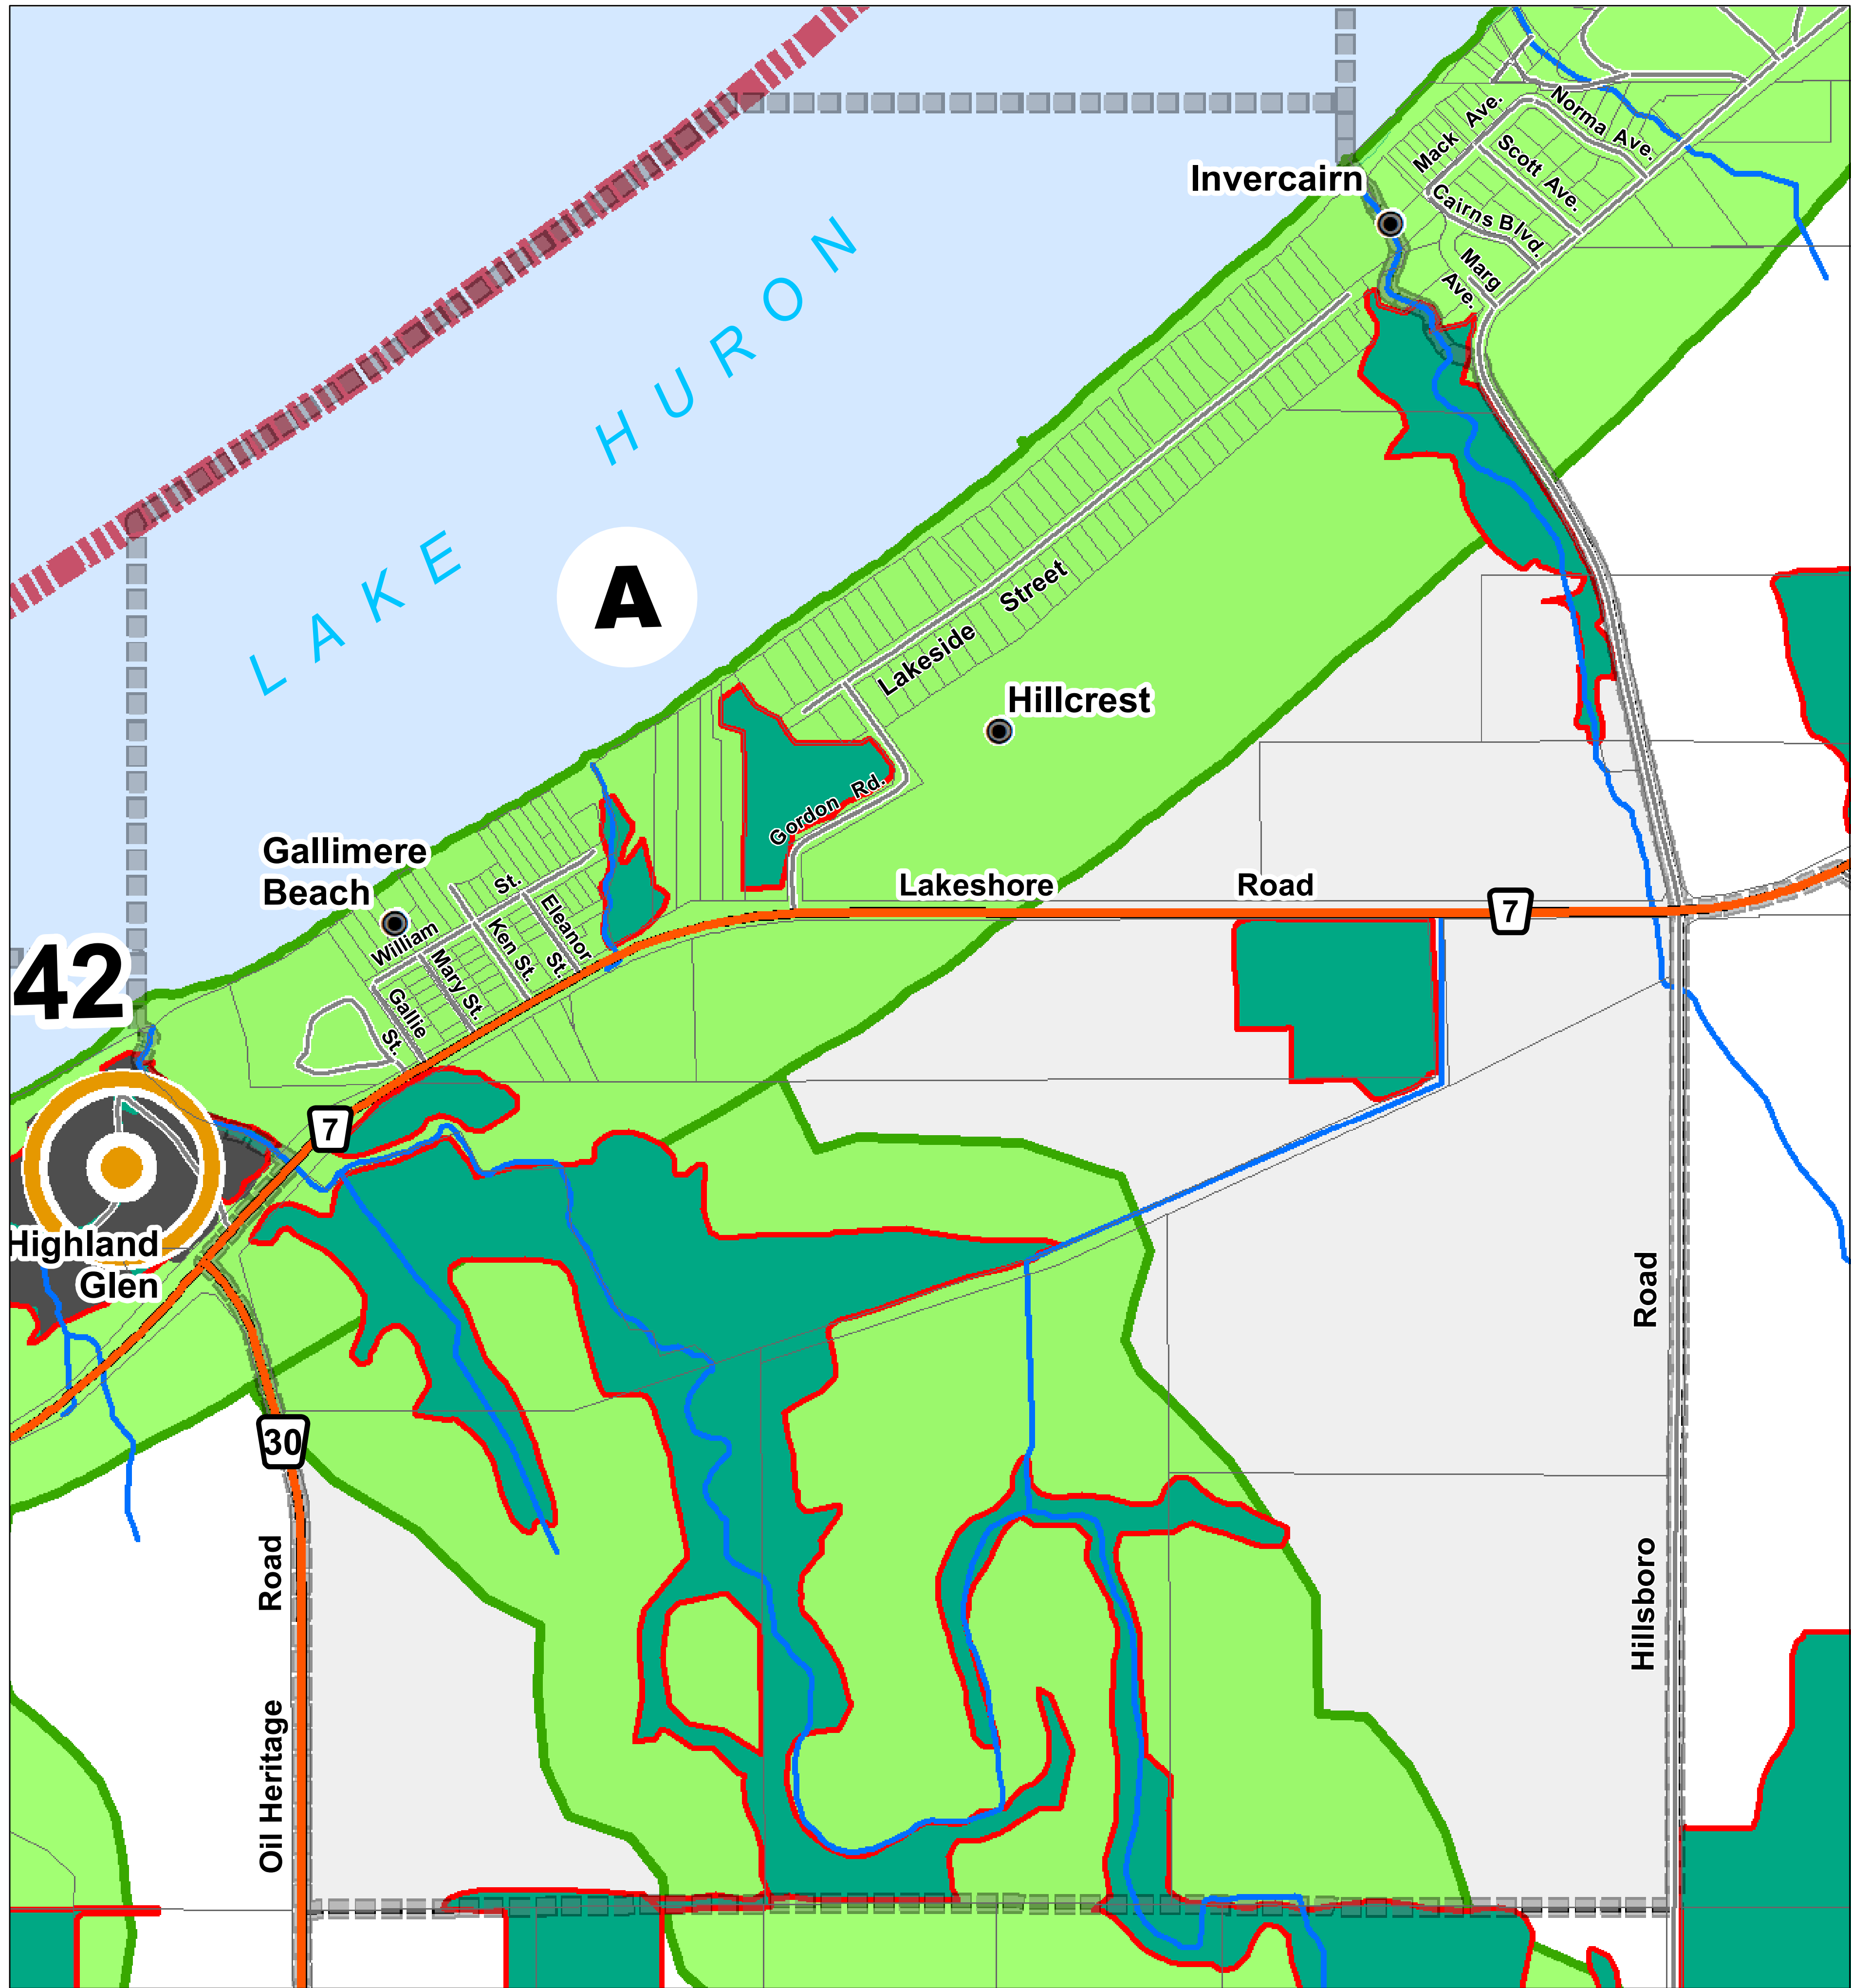 Mack Ave.
Norma Ave.
Scott Ave.
Invercairn
Cairns Blvd.
Marg
Ave.
LAKE HURON
A
Lakeside Street
Hillcrest
Gordon Rd.
Gallimere
Beach
Lakeshore Road
7
William St.
Eleanor St.
Ken St.
Mary St.
Gallie St.
42
7
Highland
Glen
30
Oil Heritage Road
Hillsboro Road